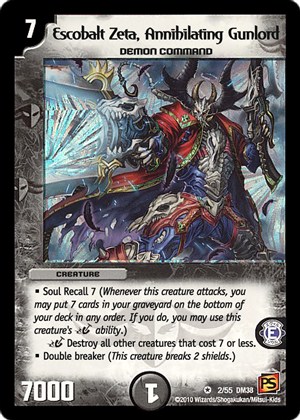 7
Escobalt Zeta, Annihilating Gunlord
DEMON COMMAND
CREATURE
▪ Soul Recall 7 (Whenever this creature attacks, you
may put 7 cards in your graveyard on the bottom of
your deck in any order. If you do, you may use this
creature's ability.)
Destroy all other creatures that cost 7 or less.
▪ Double breaker (This creature breaks 2 shields.)
7000
1
2/55 DM38
©2010 Wizards/Shogakukan/Mitsui-Kids
PS